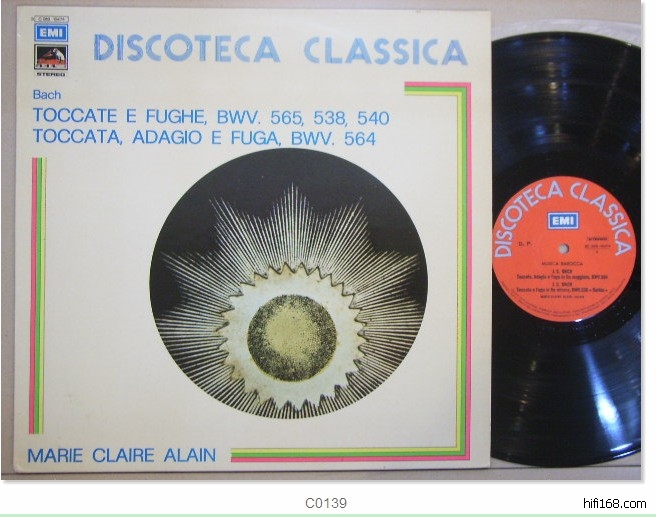 EMI
STEREO
DISCOTECA CLASSICA
Bach
TOCCATE E FUGHE, BWV. 565, 538, 540
TOCCATA, ADAGIO E FUGA, BWV. 564
MARIE CLAIRE ALAIN
DISCOTECA CLASSICA
EMI
MUSICA BAROCCA
J. S. BACH
J. S. BACH
C0139
hifi168.com